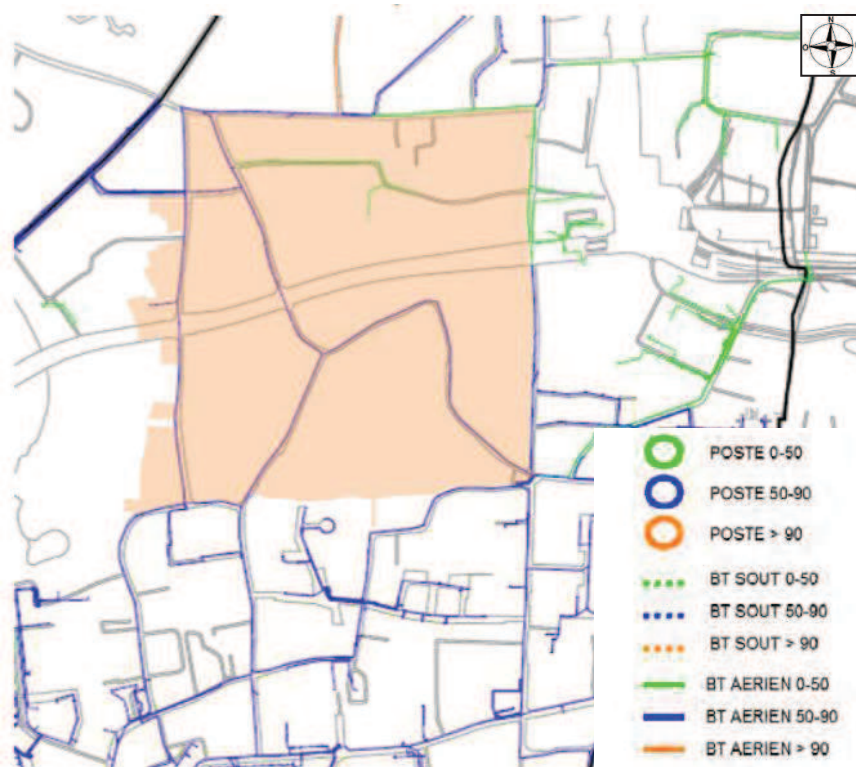 N
O
S
POSTE 0-50
POSTE 50-90
POSTE > 90
BT SOUT 0-50
BT SOUT 50-90
BT SOUT > 90
BT AERIEN 0-50
BT AERIEN 50-90
BT AERIEN > 90